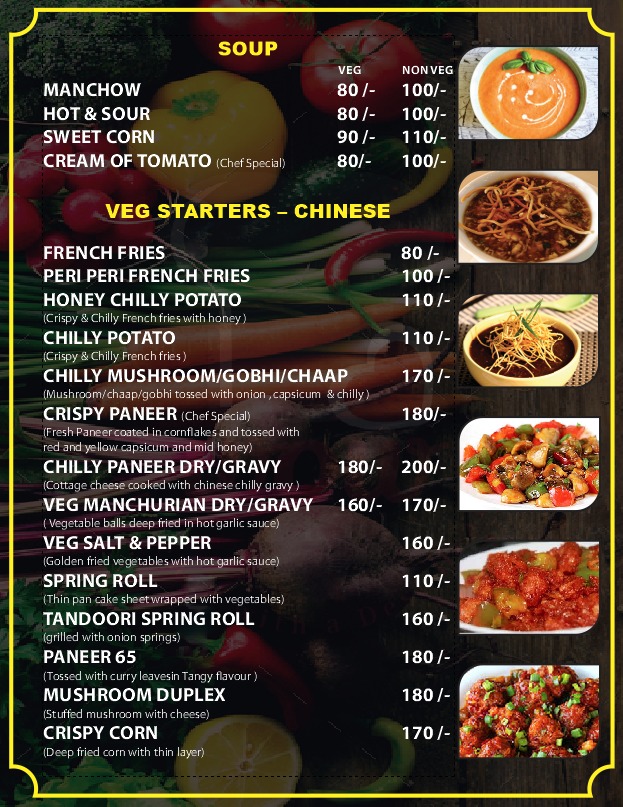 SOUP
VEG NON VEG
MANCHOW 80 /- 100/-
HOT & SOUR 80 /- 100/-
SWEET CORN 90 /- 110/-
CREAM OF TOMATO (Chef Special) 80/- 100/-
VEG STARTERS – CHINESE
FRENCH FRIES 80 /-
PERI PERI FRENCH FRIES 100 /-
HONEY CHILLY POTATO 110 /-
(Crispy & Chilly French fries with honey )
CHILLY POTATO 110 /-
(Crispy & Chilly French fries )
CHILLY MUSHROOM/GOBHI/CHAAP 170 /-
(Mushroom/chaap/gobhi tossed with onion ,capsicum & chilly )
CRISPY PANEER (Chef Special) 180/-
(Fresh Paneer coated in cornflakes and tossed with
red and yellow capsicum and mid honey)
CHILLY PANEER DRY/GRAVY 180/- 200/-
(Cottage cheese cooked with chinese chilly gravy )
VEG MANCHURIAN DRY/GRAVY 160/- 170/-
( Vegetable balls deep fried in hot garlic sauce)
VEG SALT & PEPPER 160 /-
(Golden fried vegetables with hot garlic sauce)
SPRING ROLL 110 /-
(Thin pan cake sheet wrapped with vegetables)
TANDOORI SPRING ROLL 160 /-
(grilled with onion springs)
PANEER 65 180 /-
(Tossed with curry leavesin Tangy flavour )
MUSHROOM DUPLEX 180 /-
(Stuffed mushroom with cheese)
CRISPY CORN 170 /-
(Deep fried corn with thin layer)